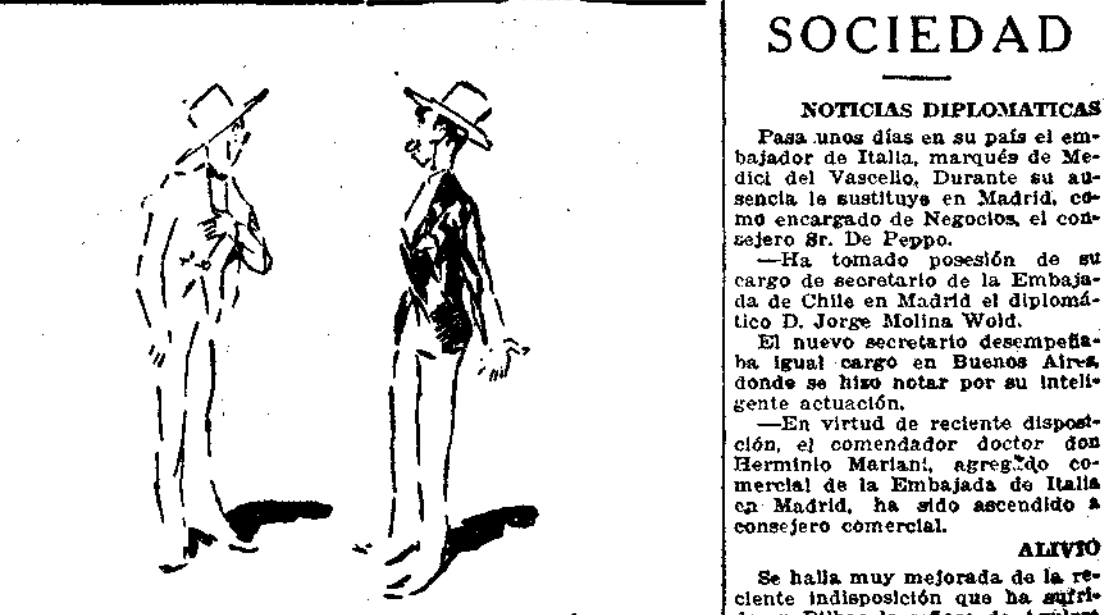 SOCIEDAD
NOTICIAS DIPLOMATICAS
Pasa unos días en su país el em-
bajador de Italia, marqués de Me-
dici del Vascello. Durante su au-
sencia le sustituye en Madrid, co-
mo encargado de Negocios, el con-
sejero Sr. De Peppo.
—Ha tomado posesión de su
cargo de secretario de la Embaja-
da de Chile en Madrid el diplomá-
tico D. Jorge Molina Wold.
El nuevo secretario desempeña-
ba igual cargo en Buenos Aires,
donde se hizo notar por su inteli-
gente actuación.
—En virtud de reciente disposi-
ción, el comendador doctor don
Herminio Mariani, agregado co-
mercial de la Embajada de Italia
en Madrid, ha sido ascendido a
consejero comercial.
ALIVIO
Se halla muy mejorada de la re-
ciente indisposición que ha sufri-